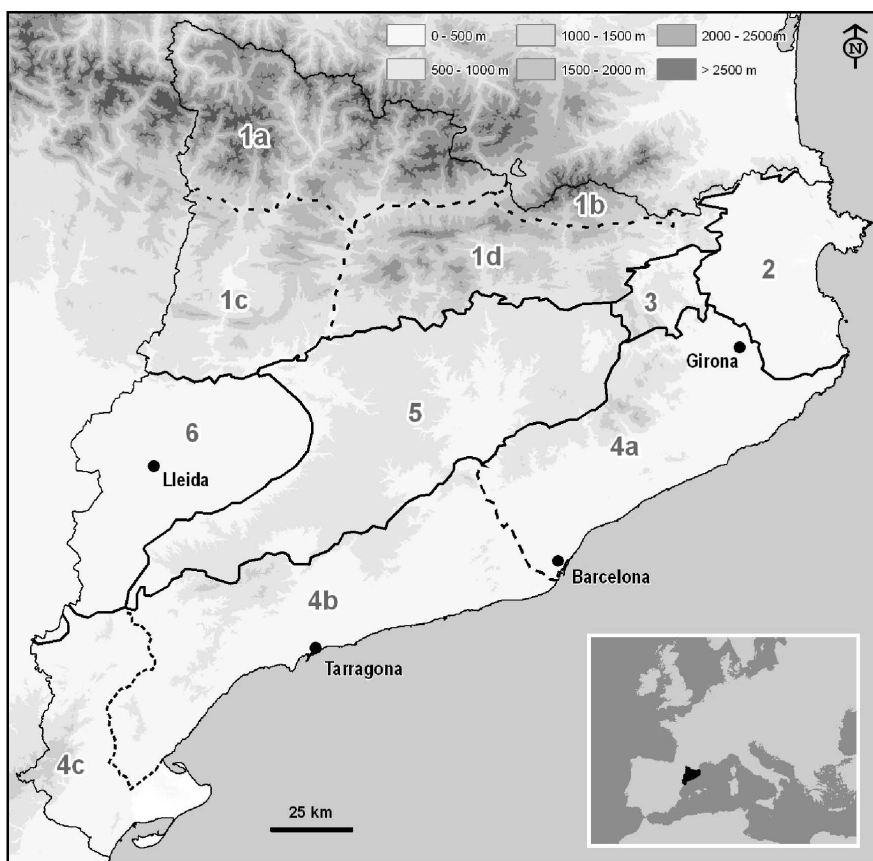 0 - 500 m
1000 - 1500 m
2000 - 2500m
500 - 1000 m
1500 - 2000 m
> 2500 m
N
1a
1b
1d
2
1c
3
Girona
5
6
4a
Lleida
Barcelona
4b
Tarragona
4c
25 km